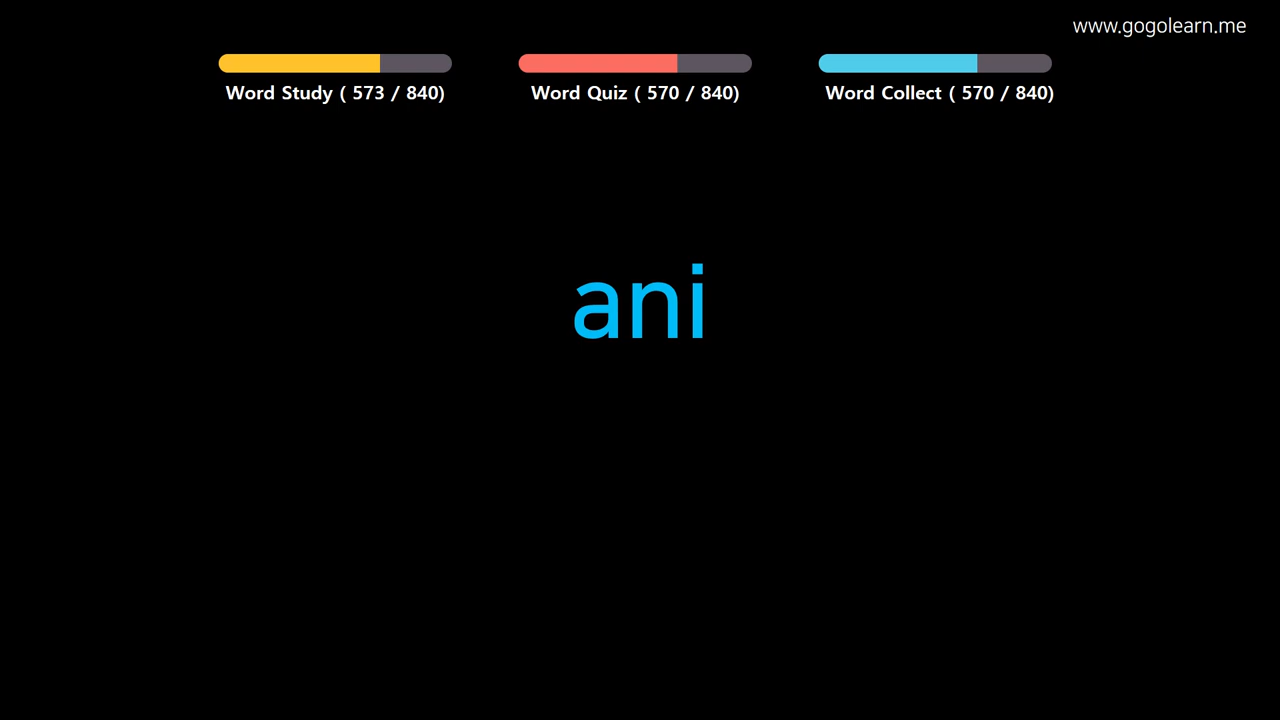 www.gogolearn.me
Word Study ( 573 / 840) Word Quiz ( 570 / 840) Word Collect ( 570 / 840)
ani